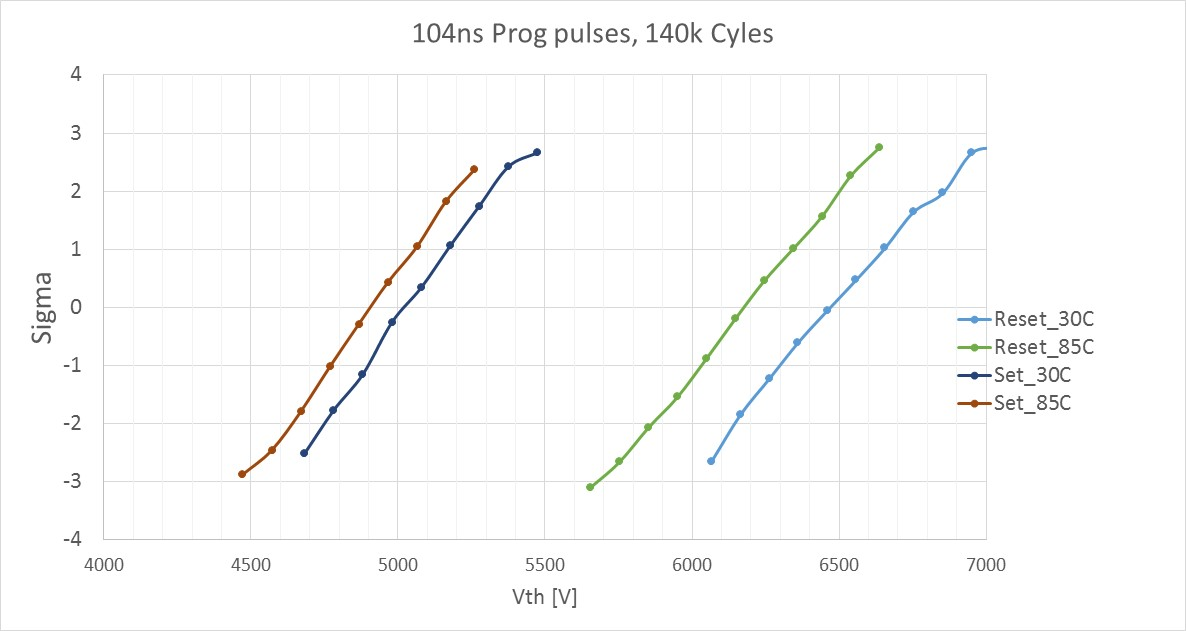 104ns Prog pulses, 140k Cyles
4
3
2
1
0
-1
-2
-3
-4
Sigma
4000 4500 5000 5500 6000 6500 7000
Vth [V]
Reset_30C
Reset_85C
Set_30C
Set_85C